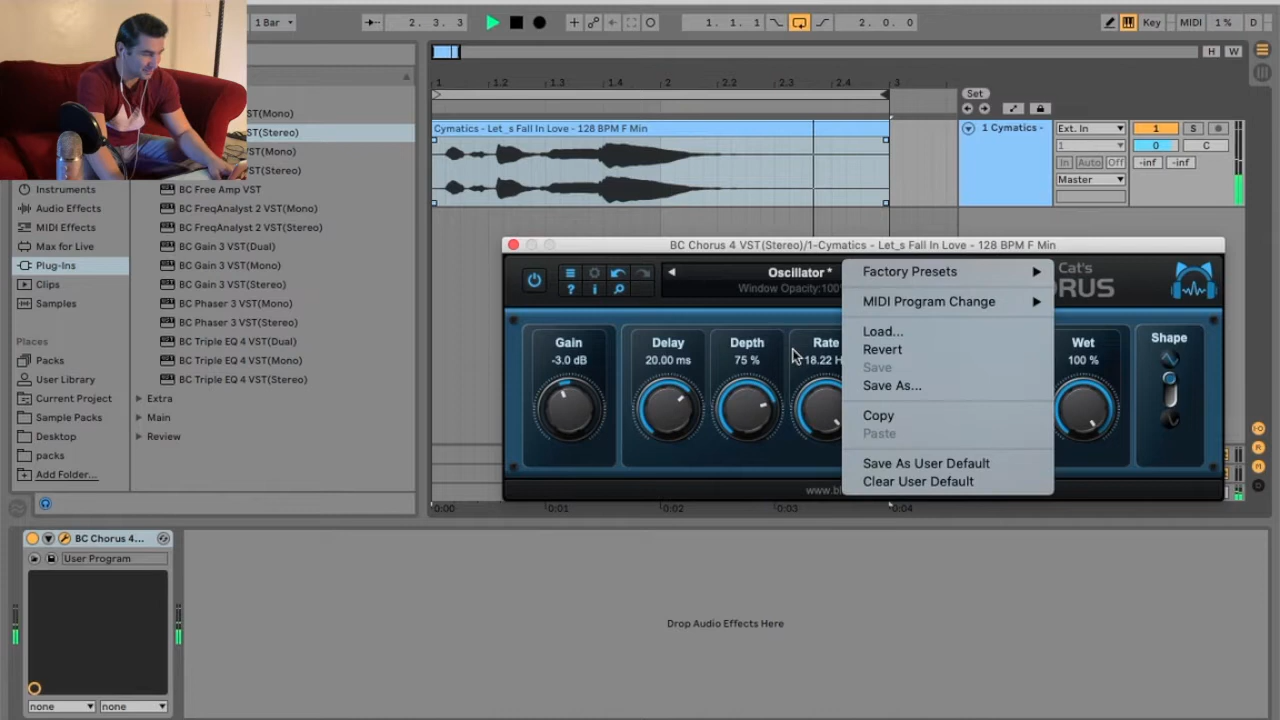 1 Bar
2. 3. 3
1. 1. 1
2. 0. 0
Key
MIDI
1 %
D
H W
1 1.2 1.3 1.4 2 2.2 2.3 2.4 3
Set
Cymatics - Let_s Fall In Love - 128 BPM F Min
1 Cymatics -
Ext. In
1
S
1
0
C
In Auto Off
-inf -inf
Master
VST(Mono)
VST(Stereo)
VST(Mono)
VST(Stereo)
BC Free Amp VST
BC FreqAnalyst 2 VST(Mono)
BC FreqAnalyst 2 VST(Stereo)
BC Gain 3 VST(Dual)
BC Gain 3 VST(Mono)
BC Gain 3 VST(Stereo)
BC Phaser 3 VST(Mono)
BC Phaser 3 VST(Stereo)
BC Triple EQ 4 VST(Dual)
BC Triple EQ 4 VST(Mono)
BC Triple EQ 4 VST(Stereo)
Extra
Main
Review
Instruments
Audio Effects
MIDI Effects
Max for Live
Plug-Ins
Clips
Samples
Places
Packs
User Library
Current Project
Sample Packs
Desktop
packs
Add Folder...
BC Chorus 4 VST(Stereo)/1-Cymatics - Let_s Fall In Love - 128 BPM F Min
Oscillator *
Window Opacity:100%
Cat's
ORUS
Gain
-3.0 dB
Delay
20.00 ms
Depth
75 %
Rate
18.22 H
Wet
100 %
Shape
www.bl
Factory Presets
MIDI Program Change
Load...
Revert
Save
Save As...
Copy
Paste
Save As User Default
Clear User Default
0:00 0:01 0:02 0:03 0:04
BC Chorus 4...
User Program
none none
Drop Audio Effects Here